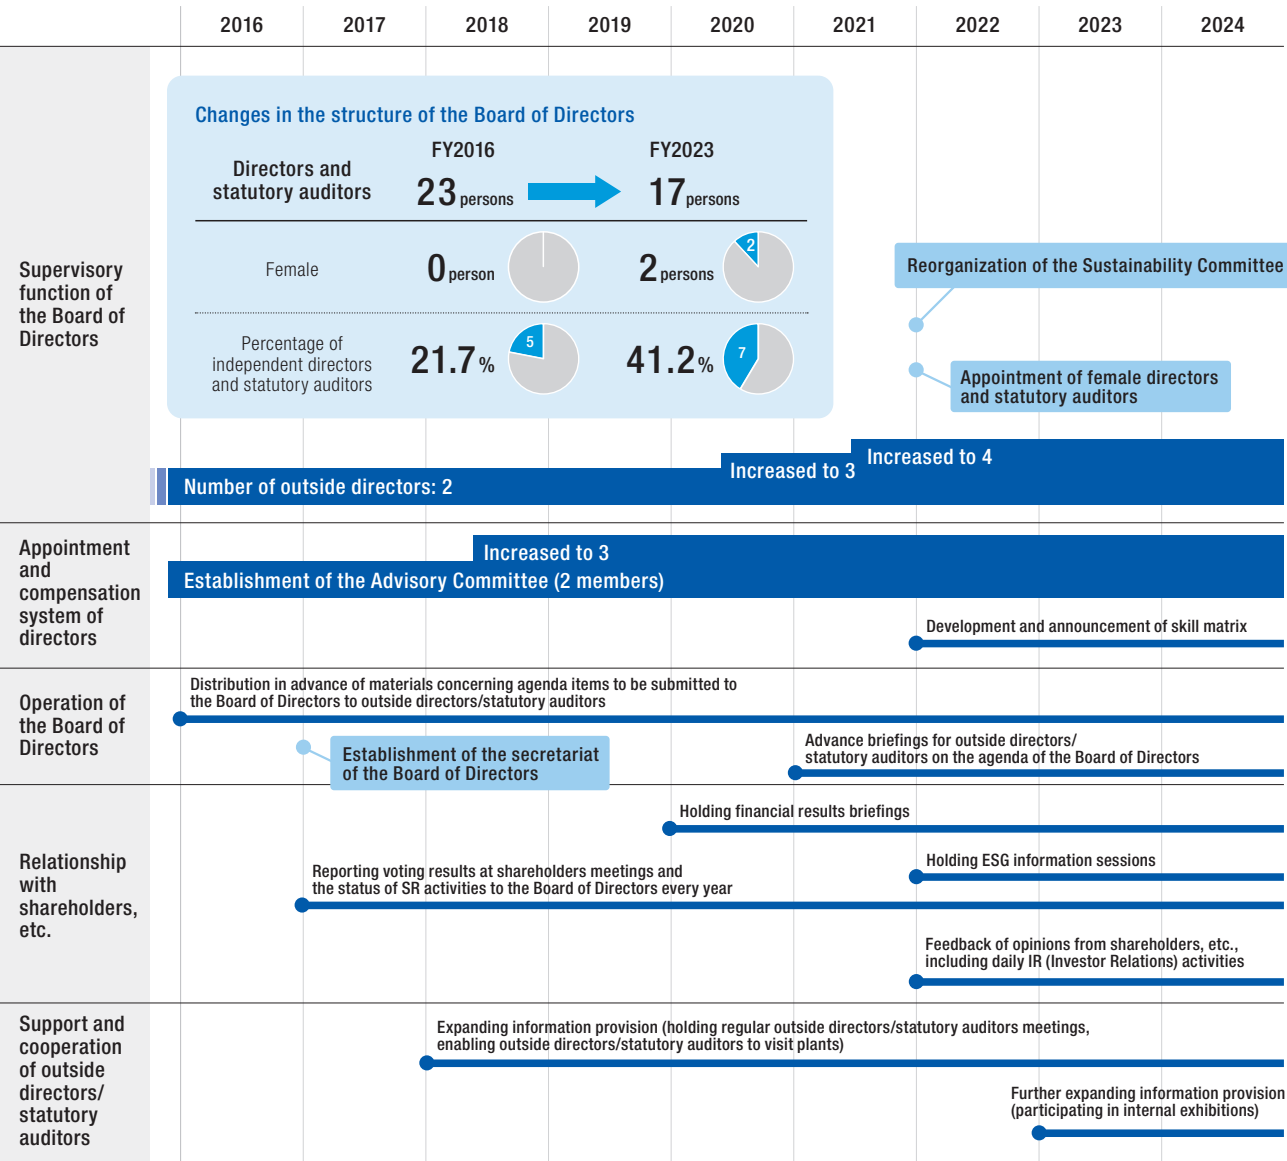 2016 2017 2018 2019 2020 2021 2022 2023 2024
Supervisory
function of
the Board of
Directors
Changes in the structure of the Board of Directors
FY2016 FY2023
Directors and
statutory auditors
23 persons 17 persons
Female
0 person 2 persons 2
Percentage of
independent directors
and statutory auditors
21.7% 5 41.2% 7
Reorganization of the Sustainability Committee
Appointment of female directors
and statutory auditors
Number of outside directors: 2
Increased to 3
Increased to 4
Appointment
and
compensation
system of
directors
Increased to 3
Establishment of the Advisory Committee (2 members)
Development and announcement of skill matrix
Operation of
the Board of
Directors
Distribution in advance of materials concerning agenda items to be submitted to
the Board of Directors to outside directors/statutory auditors
Establishment of the secretariat
of the Board of Directors
Advance briefings for outside directors/
statutory auditors on the agenda of the Board of Directors
Relationship
with
shareholders,
etc.
Holding financial results briefings
Holding ESG information sessions
Reporting voting results at shareholders meetings and
the status of SR activities to the Board of Directors every year
Feedback of opinions from shareholders, etc.,
including daily IR (Investor Relations) activities
Support and
cooperation
of outside
directors/
statutory
auditors
Expanding information provision (holding regular outside directors/statutory auditors meetings,
enabling outside directors/statutory auditors to visit plants)
Further expanding information provision
(participating in internal exhibitions)